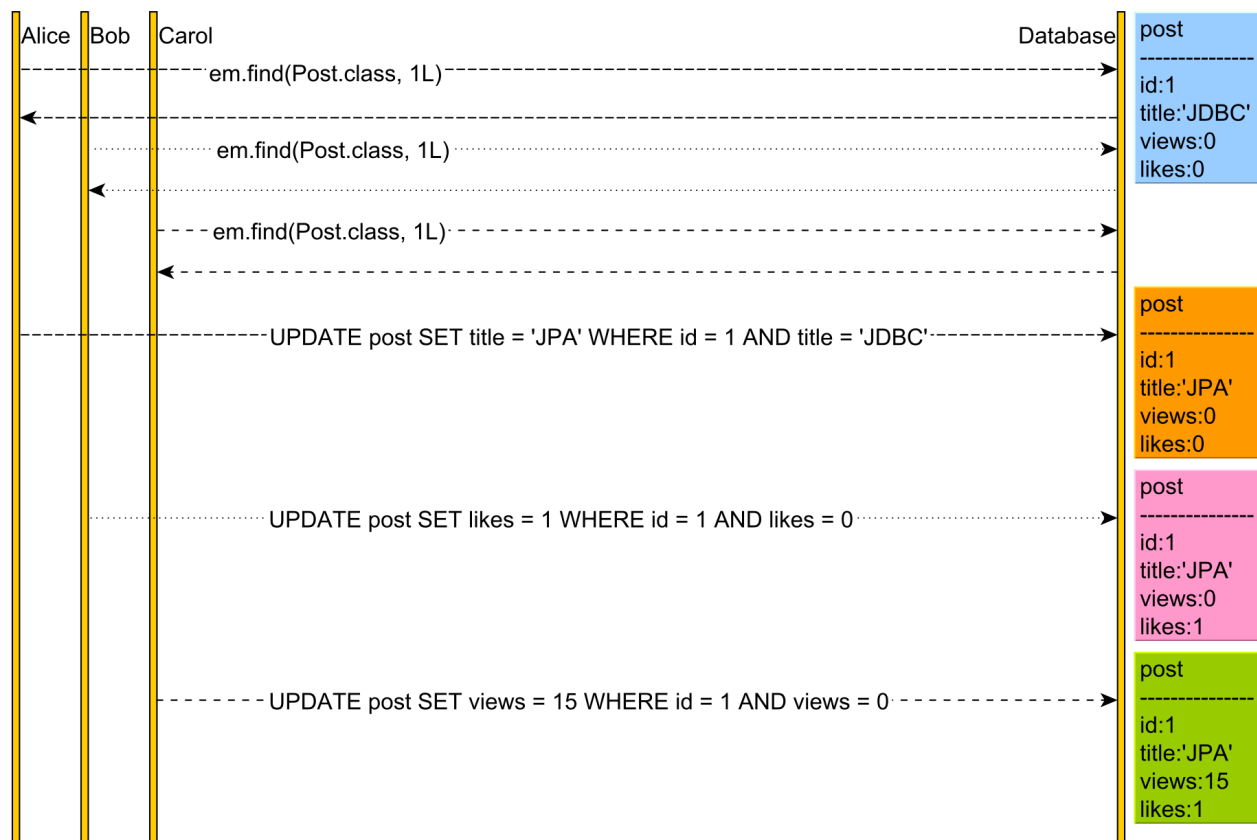 Alice Bob Carol Database
post
---------------
id:1
title:'JDBC'
views:0
likes:0
em.find(Post.class, 1L)
em.find(Post.class, 1L)
em.find(Post.class, 1L)
UPDATE post SET title = 'JPA' WHERE id = 1 AND title = 'JDBC'
post
---------------
id:1
title:'JPA'
views:0
likes:0
UPDATE post SET likes = 1 WHERE id = 1 AND likes = 0
post
---------------
id:1
title:'JPA'
views:0
likes:1
UPDATE post SET views = 15 WHERE id = 1 AND views = 0
post
---------------
id:1
title:'JPA'
views:15
likes:1